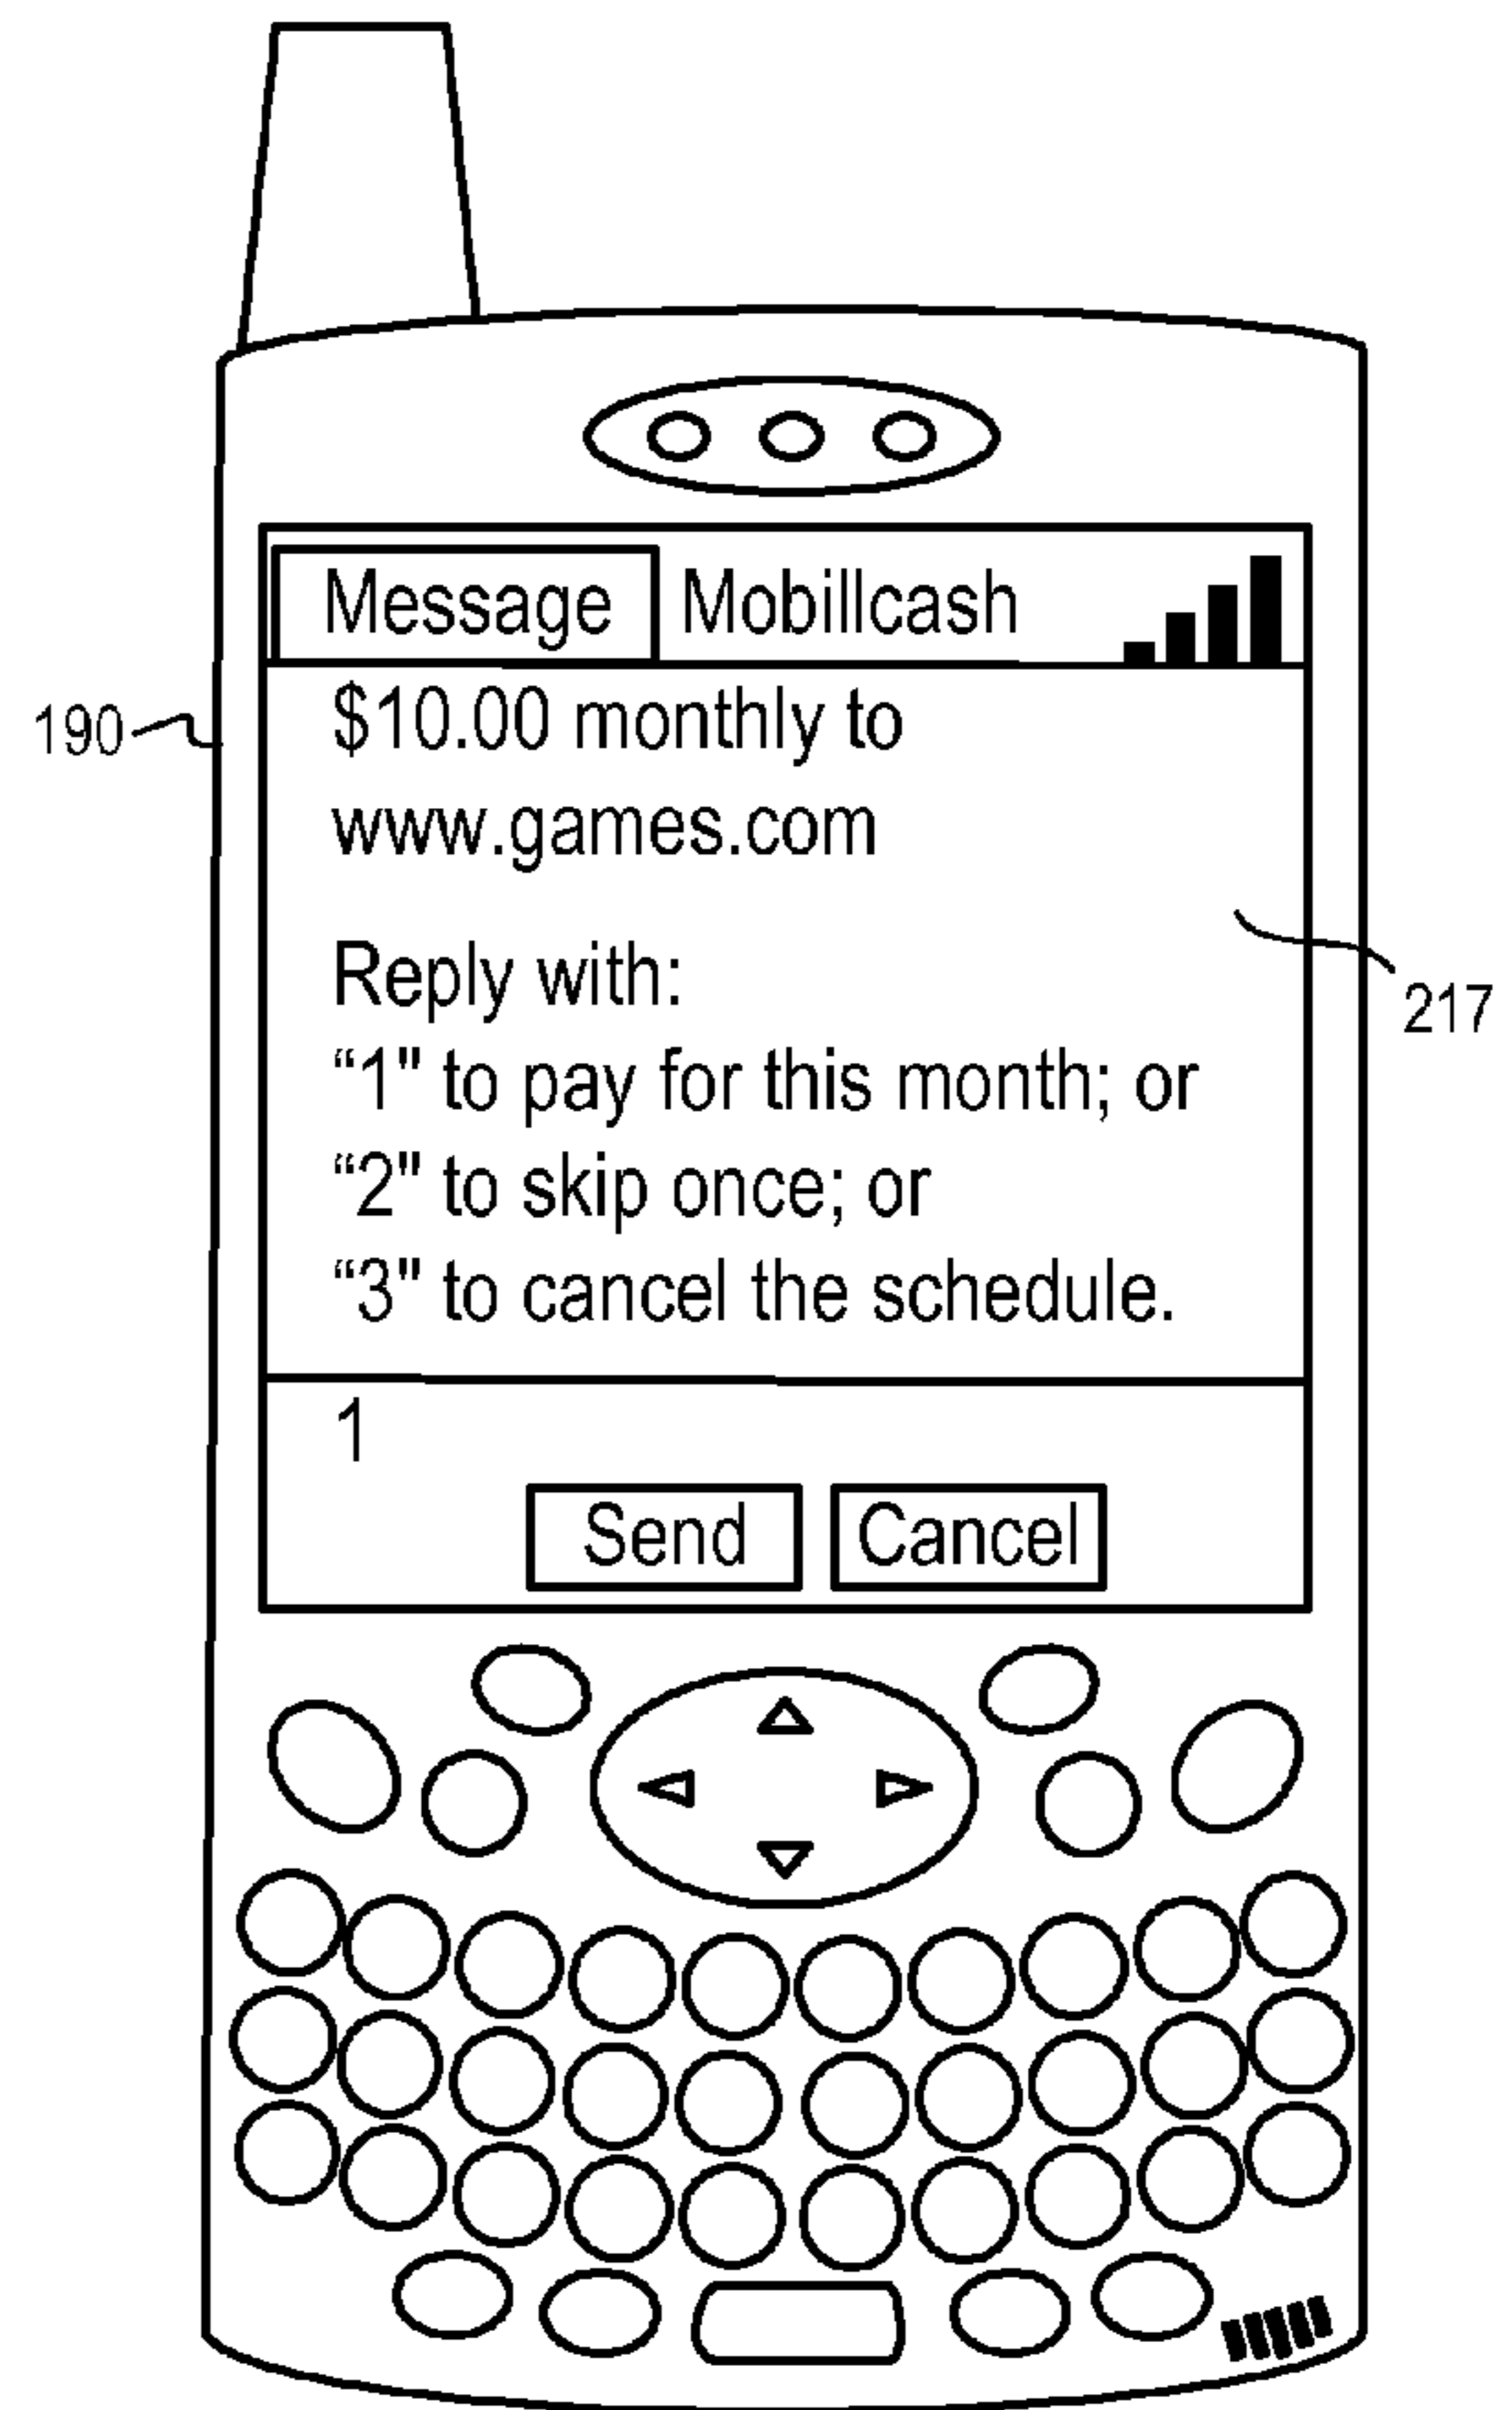 Message Mobillcash
$10.00 monthly to
www.games.com
190
217
Reply with:
“1" to pay for this month; or
“2" to skip once; or
“3" to cancel the schedule.
1
Send Cancel